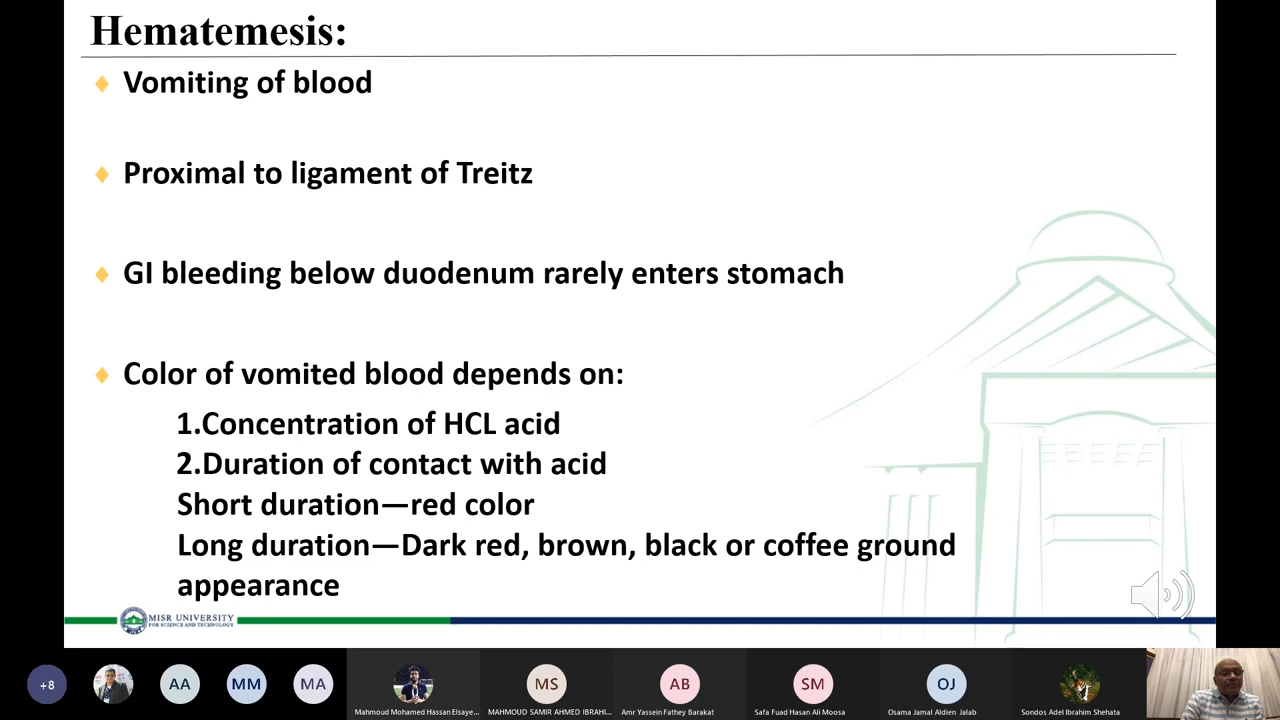 Hematemesis:
Vomiting of blood
Proximal to ligament of Treitz
GI bleeding below duodenum rarely enters stomach
Color of vomited blood depends on:
1.Concentration of HCL acid
2.Duration of contact with acid
Short duration—red color
Long duration—Dark red, brown, black or coffee ground
appearance
MISR UNIVERSITY
FOR SCIENCE AND TECHNOLOGY
+8
AA
MM
MA
MS
AB
SM
OJ
Mahmoud Mohamed Hassan Elsaye...
MAHMOUD SAMIR AHMED IBRAHI...
Amr Yassein Fathey Barakat
Safa Fuad Hasan Ali Moosa
Osama Jamal Aldien Jalab
Sondos Adel Ibrahim Shehata